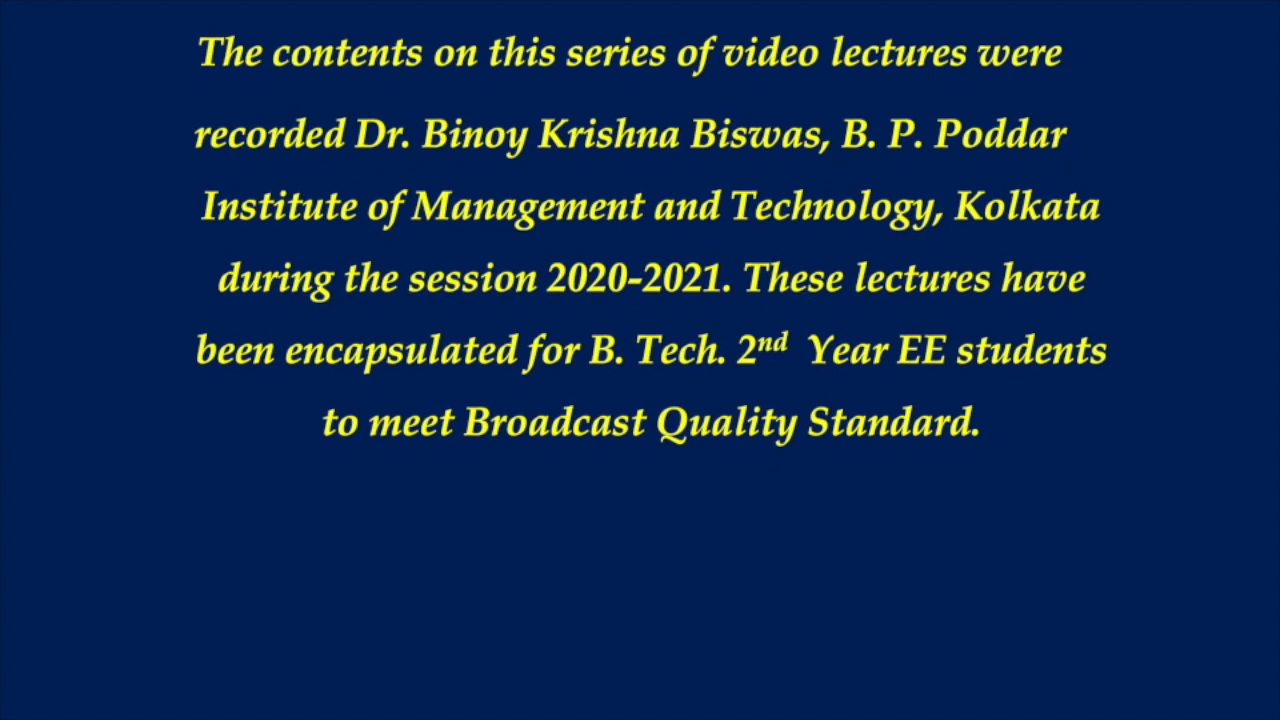 The contents on this series of video lectures were
recorded Dr. Binoy Krishna Biswas, B. P. Poddar
Institute of Management and Technology, Kolkata
during the session 2020-2021. These lectures have
been encapsulated for B. Tech. 2nd Year EE students
to meet Broadcast Quality Standard.